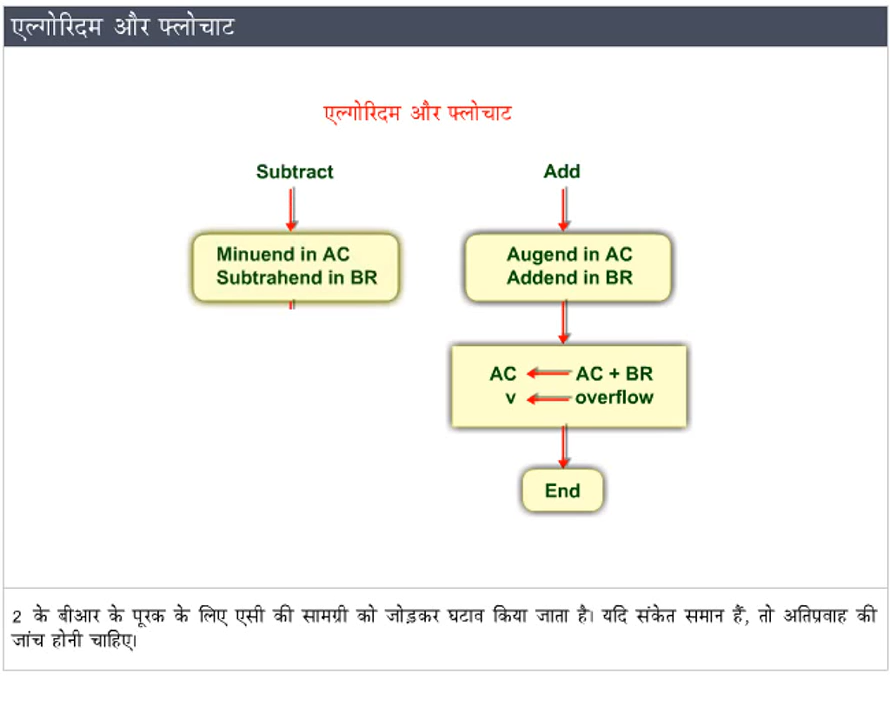 एल्गोरिदम और फ्लोचाट
एल्गोरिदम और फ्लोचाट
Subtract
Minuend in AC
Subtrahend in BR
Add
Augend in AC
Addend in BR
AC AC + BR
v overflow
End
2 के बीआर के पूरक के लिए एसी की सामग्री को जोड़कर घटाव किया जाता है। यदि संकेत समान हैं, तो अतिप्रवाह की
जांच होनी चाहिए।